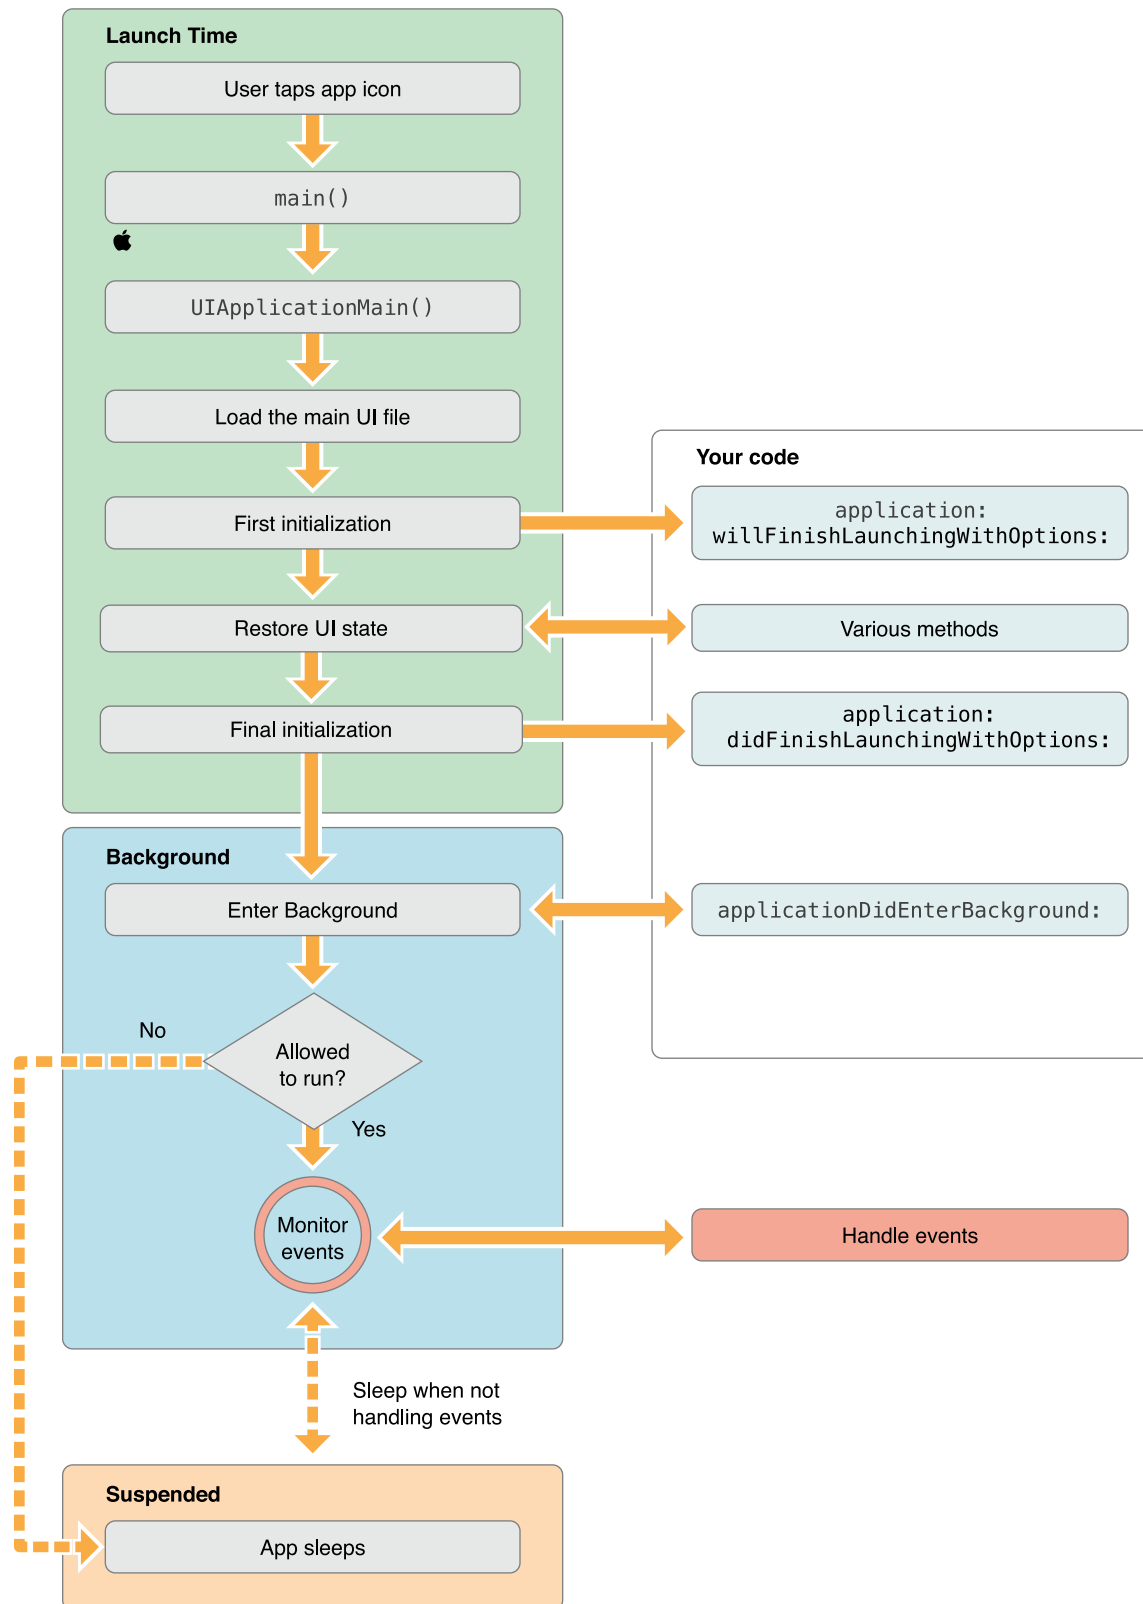 Launch Time
User taps app icon
main()
UIApplicationMain()
Load the main UI file
Your code
First initialization
application:
willFinishLaunchingWithOptions:
Restore UI state
Various methods
Final initialization
application:
didFinishLaunchingWithOptions:
Background
Enter Background
applicationDidEnterBackground:
No
Allowed
to run?
Yes
Monitor
events
Handle events
Sleep when not
handling events
Suspended
App sleeps